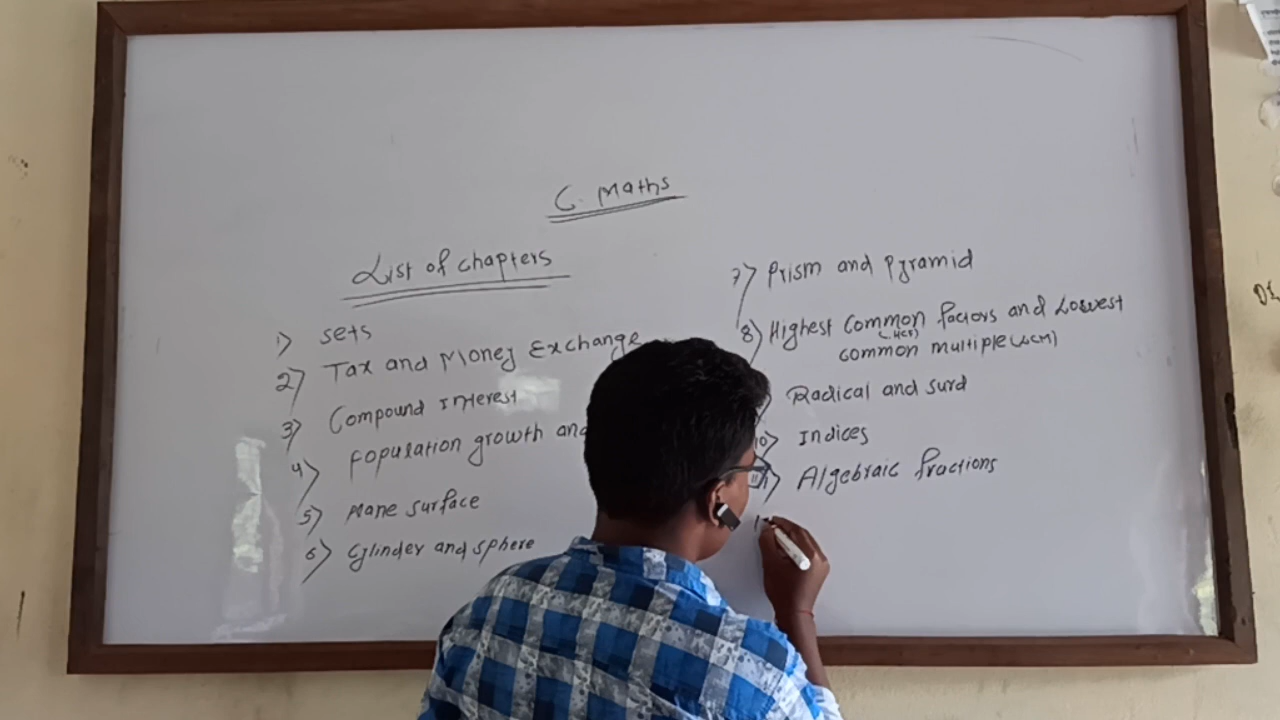 C. Maths
List of chapters
1) sets
2) Tax and Money Exchange
3) Compound Interest
4) Population growth and
5) Plane surface
6) Cylinder and sphere
7) Prism and Pyramid
8) Highest Common factors and Lowest
(HCF)
common multiple (LCM)
Radical and surd
10) Indices
11) Algebraic fractions
1